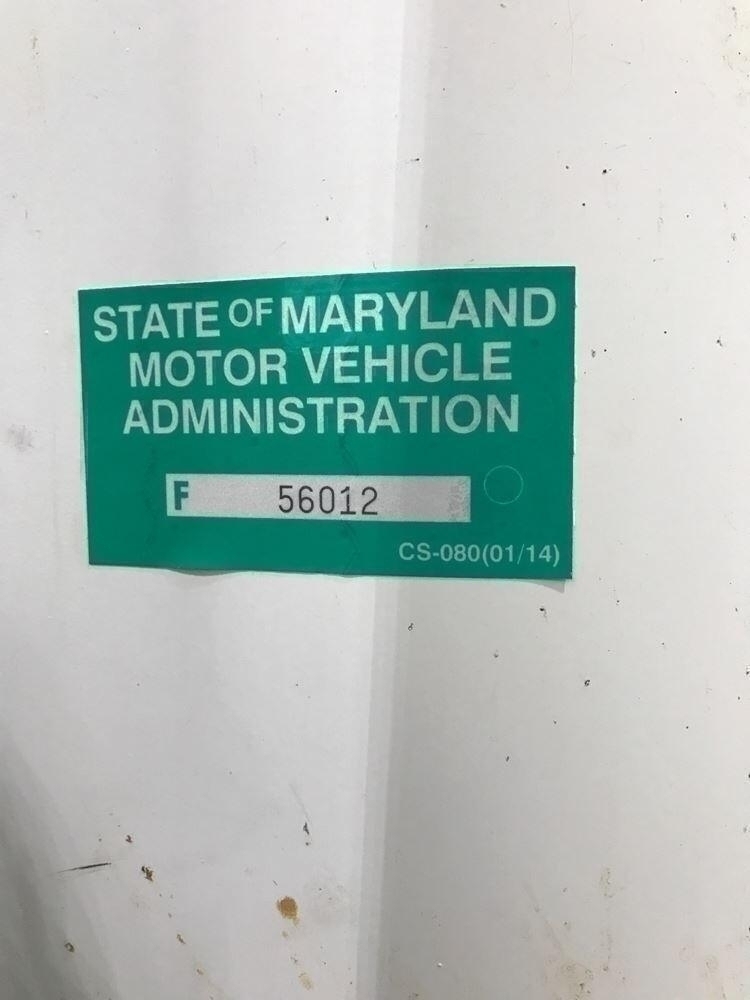 STATE OF MARYLAND
MOTOR VEHICLE
ADMINISTRATION
F 56012
CS-080(01/14)